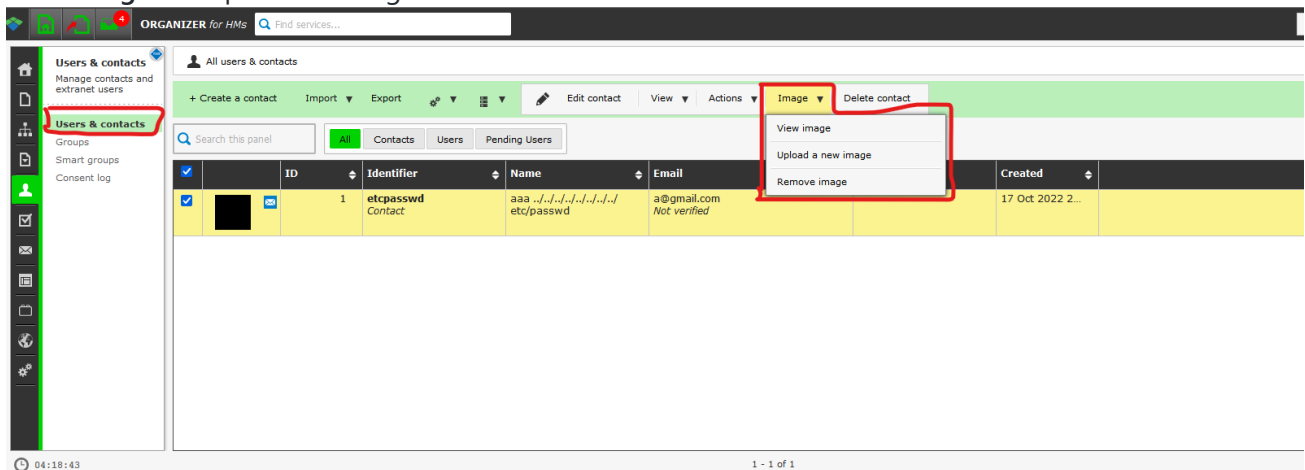 4
ORGANIZER for HMs
Find services...
Users & contacts
Manage contacts and
extranet users
Users & contacts
Groups
Smart groups
Consent log
All users & contacts
+ Create a contact Import ▼ Export ▼ ▼ Edit contact View ▼ Actions ▼ Image ▼ Delete contact
View image
Upload a new image
Remove image
Search this panel
All Contacts Users Pending Users
ID Identifier Name Email Created
1 etcpasswd aaa ../../../../../../../ a@gmail.com 17 Oct 2022 2...
Contact etc/passwd Not verified
04:18:43
1 - 1 of 1